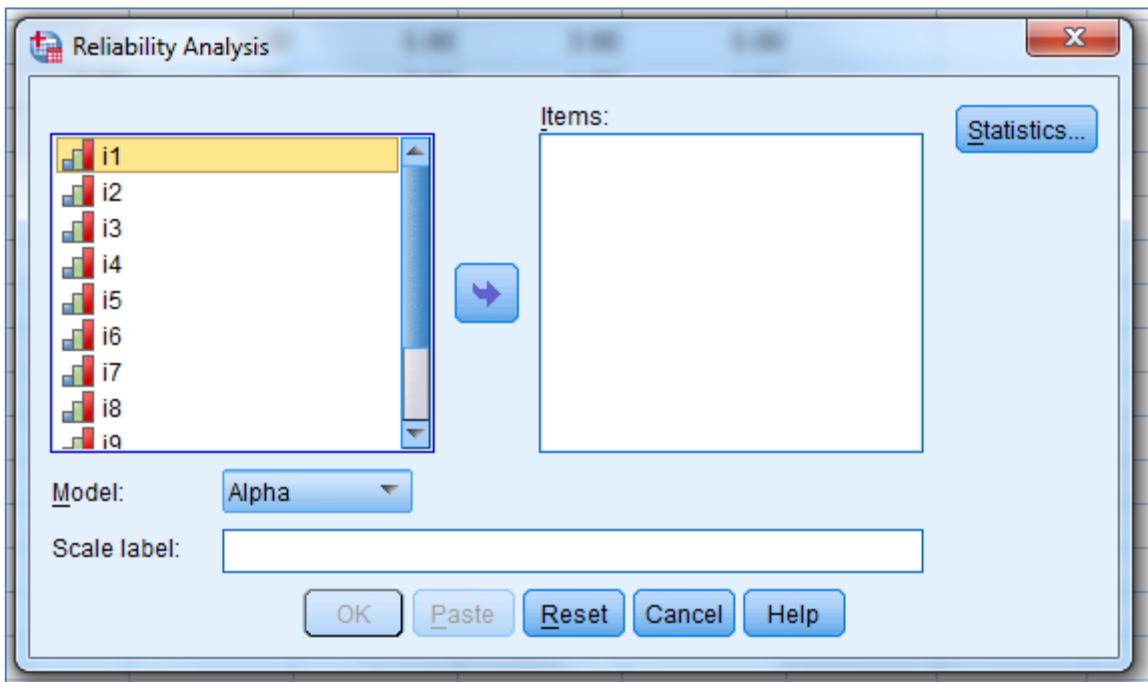 Reliability Analysis
Items:
Statistics...
i1
i2
i3
i4
i5
i6
i7
i8
i9
Model:
Alpha
Scale label:
OK
Paste
Reset
Cancel
Help